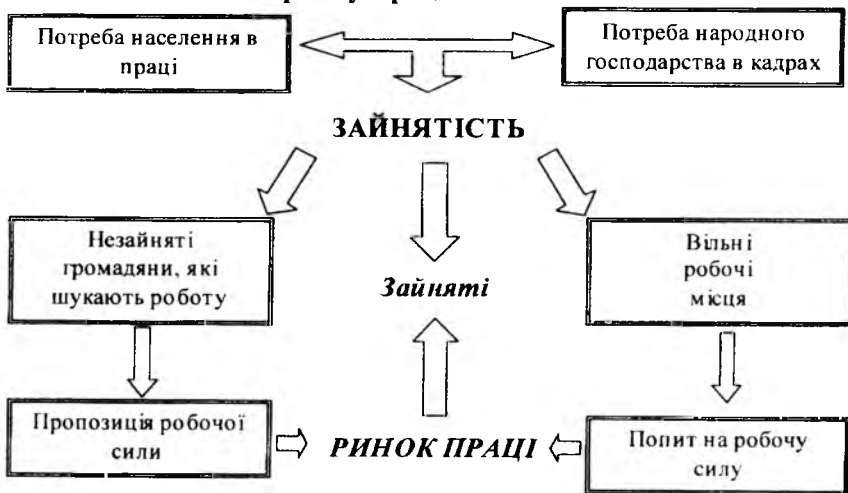 Потреба населення в
праці
Потреба народного
господарства в кадрах
ЗАЙНЯТІСТЬ
Незайняті
громадяни, які
шукають роботу
Зайняті
Вільні
робочі
місця
Пропозиція робочої
сили
РИНОК ПРАЦІ
Попит на робочу
силу